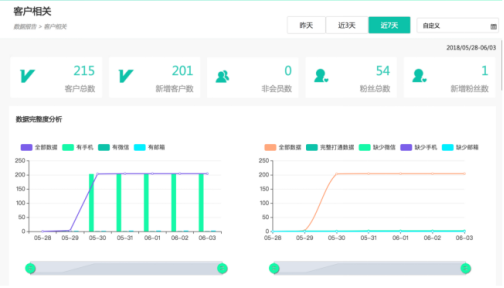 客户相关
数据报告 > 客户相关
昨天 近3天 近7天 自定义
2018/05/28-06/03
215 客户总数
201 新增客户数
0 非会员数
54 粉丝总数
1 新增粉丝数
数据完整度分析
全部数据 有手机 有微信 有邮箱
250
200
150
100
50
0
05-28 05-29 05-30 05-31 06-01 06-02 06-03
全部数据 完整打通数据 缺少微信 缺少手机 缺少邮箱
250
200
150
100
50
0
05-28 05-29 05-30 05-31 06-01 06-02 06-03